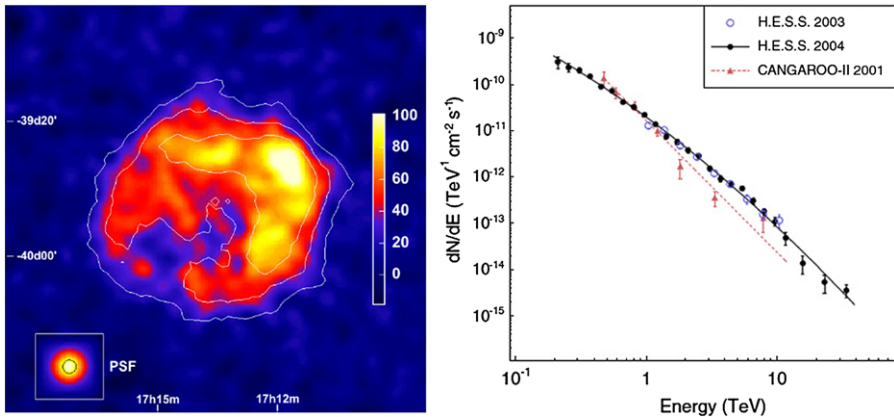 -39d20'
-40d00'
100
80
60
40
20
0
PSF
17h15m
17h12m
H.E.S.S. 2003
H.E.S.S. 2004
CANGAROO-II 2001
dN/dE (TeV⁻¹ cm⁻² s⁻¹)
10⁻⁹
10⁻¹⁰
10⁻¹¹
10⁻¹²
10⁻¹³
10⁻¹⁴
10⁻¹⁵
10⁻¹
1
10
Energy (TeV)